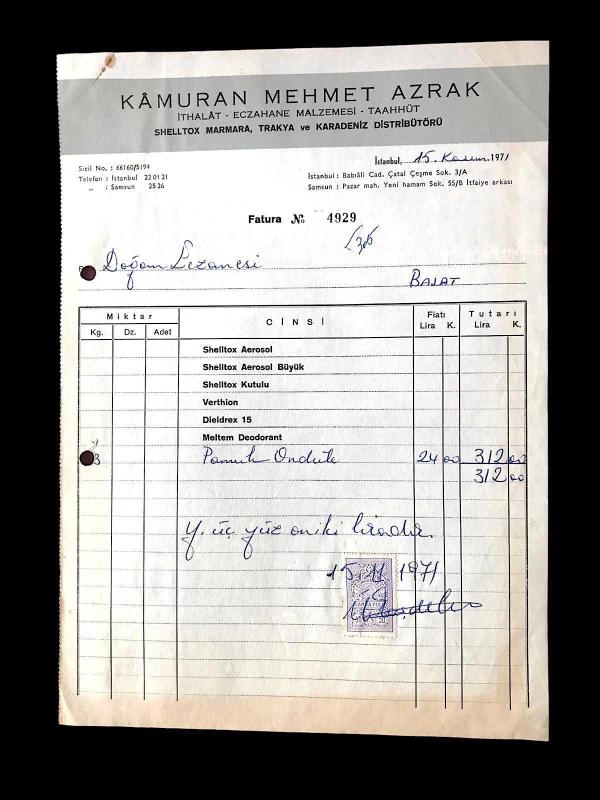 KÂMURAN MEHMET AZRAK
İTHALÂT - ECZAHANE MALZEMESİ - TAAHHÜT
SHELLTOX MARMARA, TRAKYA ve KARADENİZ DİSTRİBÜTÖRÜ
Sicil No. : 66160/5194
Telefon : İstanbul 22 01 21
„ : Samsun 25 26
İstanbul, 15. Kasım. 1971
İstanbul : Babıâli Cad. Çatal Çeşme Sok. 3/A
Samsun : Pazar mah. Yeni hamam Sok. 55/B İtfaiye arkası
Fatura № 4929
Doğan Eczanesi
BALAT
Miktar CİNSİ Fiatı Tutarı
Kg. Dz. Adet Lira K. Lira K.
Shelltox Aerosol
Shelltox Aerosol Büyük
Shelltox Kutulu
Verthion
Dieldrex 15
Meltem Deodorant
3 Pamuk Ondüle 24 00 312 00
312 00
Y. üç yüz oniki liradır.
15.11.1971